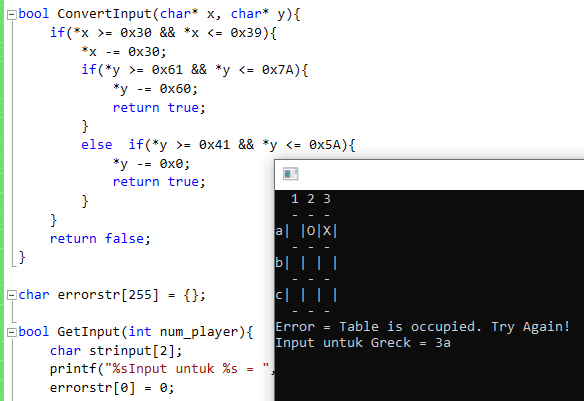 bool ConvertInput(char* x, char* y){
if(*x >= 0x30 && *x <= 0x39){
*x -= 0x30;
if(*y >= 0x61 && *y <= 0x7A){
*y -= 0x60;
return true;
}
else  if(*y >= 0x41 && *y <= 0x5A){
*y -= 0x0;
return true;
}
}
return false;
}
char errorstr[255] = {};
bool GetInput(int num_player){
char strinput[2];
printf("%sInput untuk %s = ",
errorstr[0] = 0;
1 2 3
- - -
a| |O|X|
- - -
b| | | |
- - -
c| | | |
- - -
Error = Table is occupied. Try Again!
Input untuk Greck = 3a